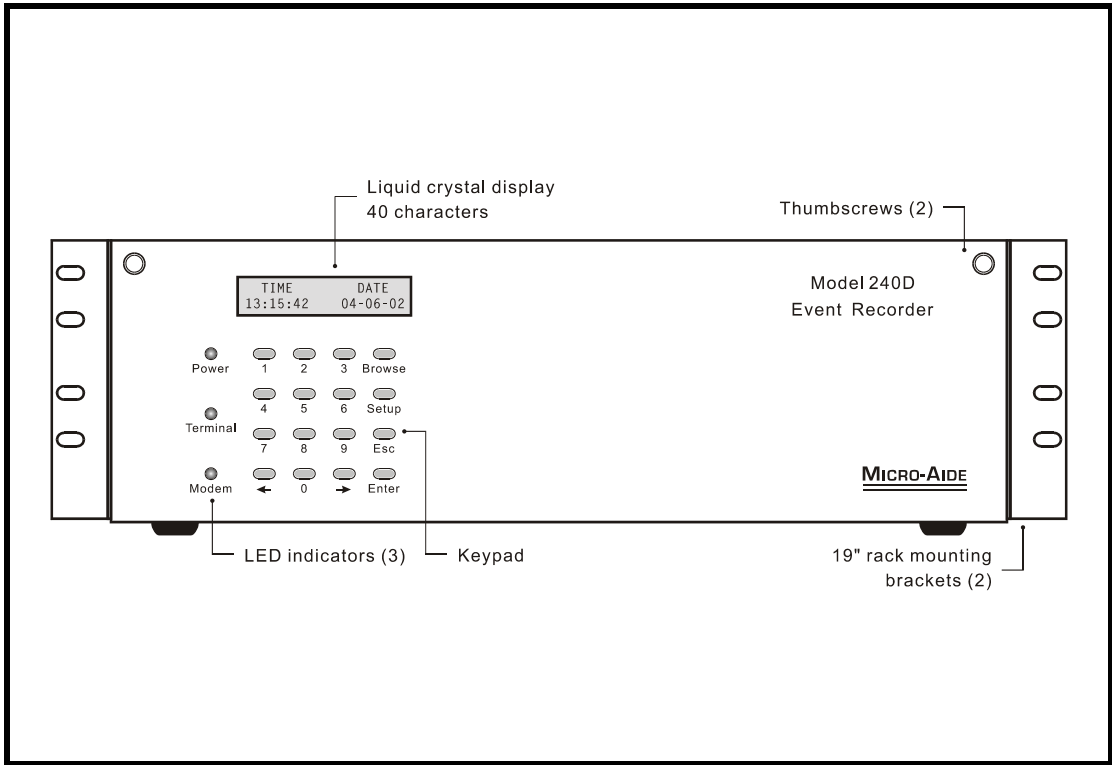 Liquid crystal display
40 characters
Thumbscrews (2)
TIME DATE
13:15:42 04-06-02
Model 240D
Event Recorder
Power 1 2 3 Browse
4 5 6 Setup
Terminal
7 8 9 Esc
Modem ← 0 → Enter
MICRO-AIDE
LED indicators (3)
Keypad
19" rack mounting
brackets (2)